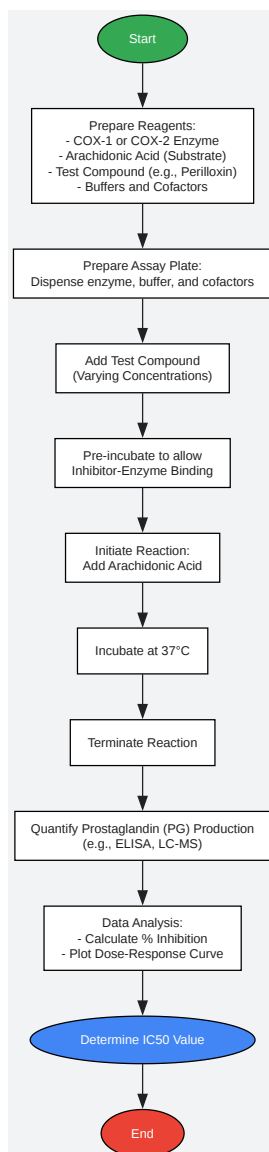 Start
Prepare Reagents:
- COX-1 or COX-2 Enzyme
- Arachidonic Acid (Substrate)
- Test Compound (e.g., Perilloxin)
- Buffers and Cofactors
Prepare Assay Plate:
Dispense enzyme, buffer, and cofactors
Add Test Compound
(Varying Concentrations)
Pre-incubate to allow
Inhibitor-Enzyme Binding
Initiate Reaction:
Add Arachidonic Acid
Incubate at 37°C
Terminate Reaction
Quantify Prostaglandin (PG) Production
(e.g., ELISA, LC-MS)
Data Analysis:
- Calculate % Inhibition
- Plot Dose-Response Curve
Determine IC50 Value
End